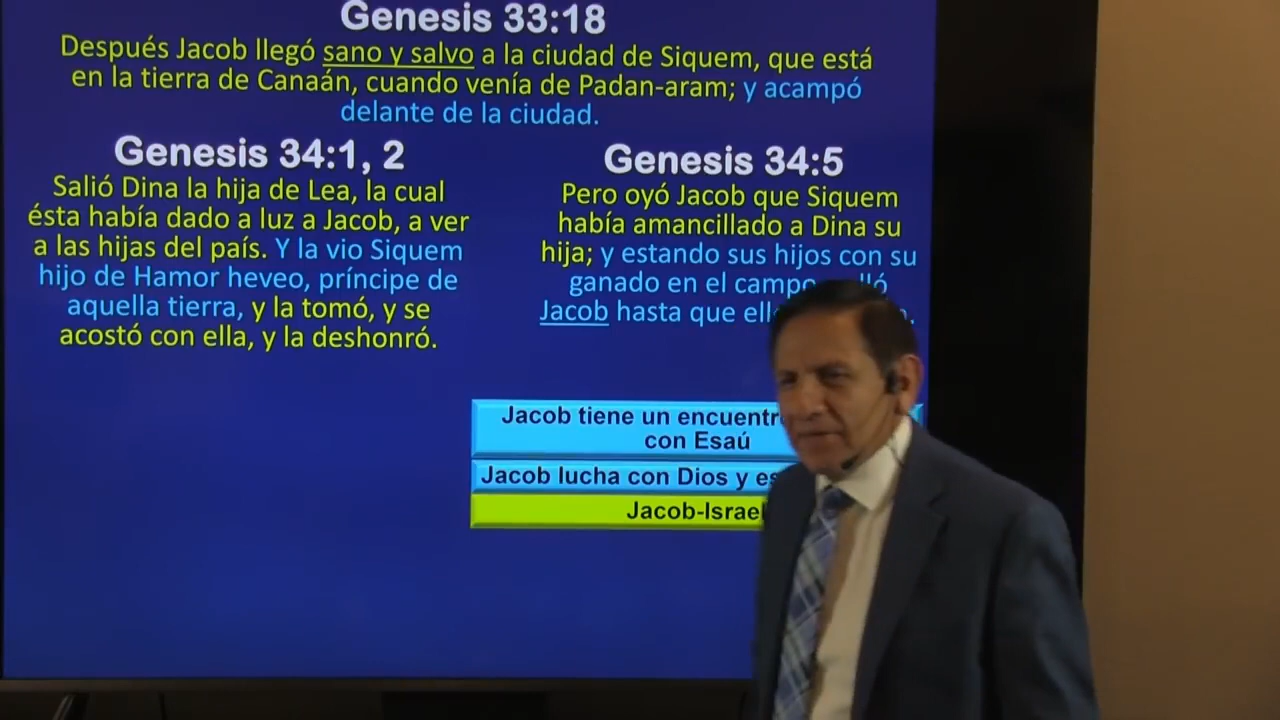 Genesis 33:18
Después Jacob llegó sano y salvo a la ciudad de Siquem, que está
en la tierra de Canaán, cuando venía de Padan-aram; y acampó
delante de la ciudad.
Genesis 34:1, 2
Salió Dina la hija de Lea, la cual
ésta había dado a luz a Jacob, a ver
a las hijas del país. Y la vio Siquem
hijo de Hamor heveo, príncipe de
aquella tierra, y la tomó, y se
acostó con ella, y la deshonró.
Genesis 34:5
Pero oyó Jacob que Siquem
había amancillado a Dina su
hija; y estando sus hijos con su
ganado en el campo
Jacob hasta que
Jacob tiene un
con Esaú
Jacob lucha con Dios y
Jacob-Israel